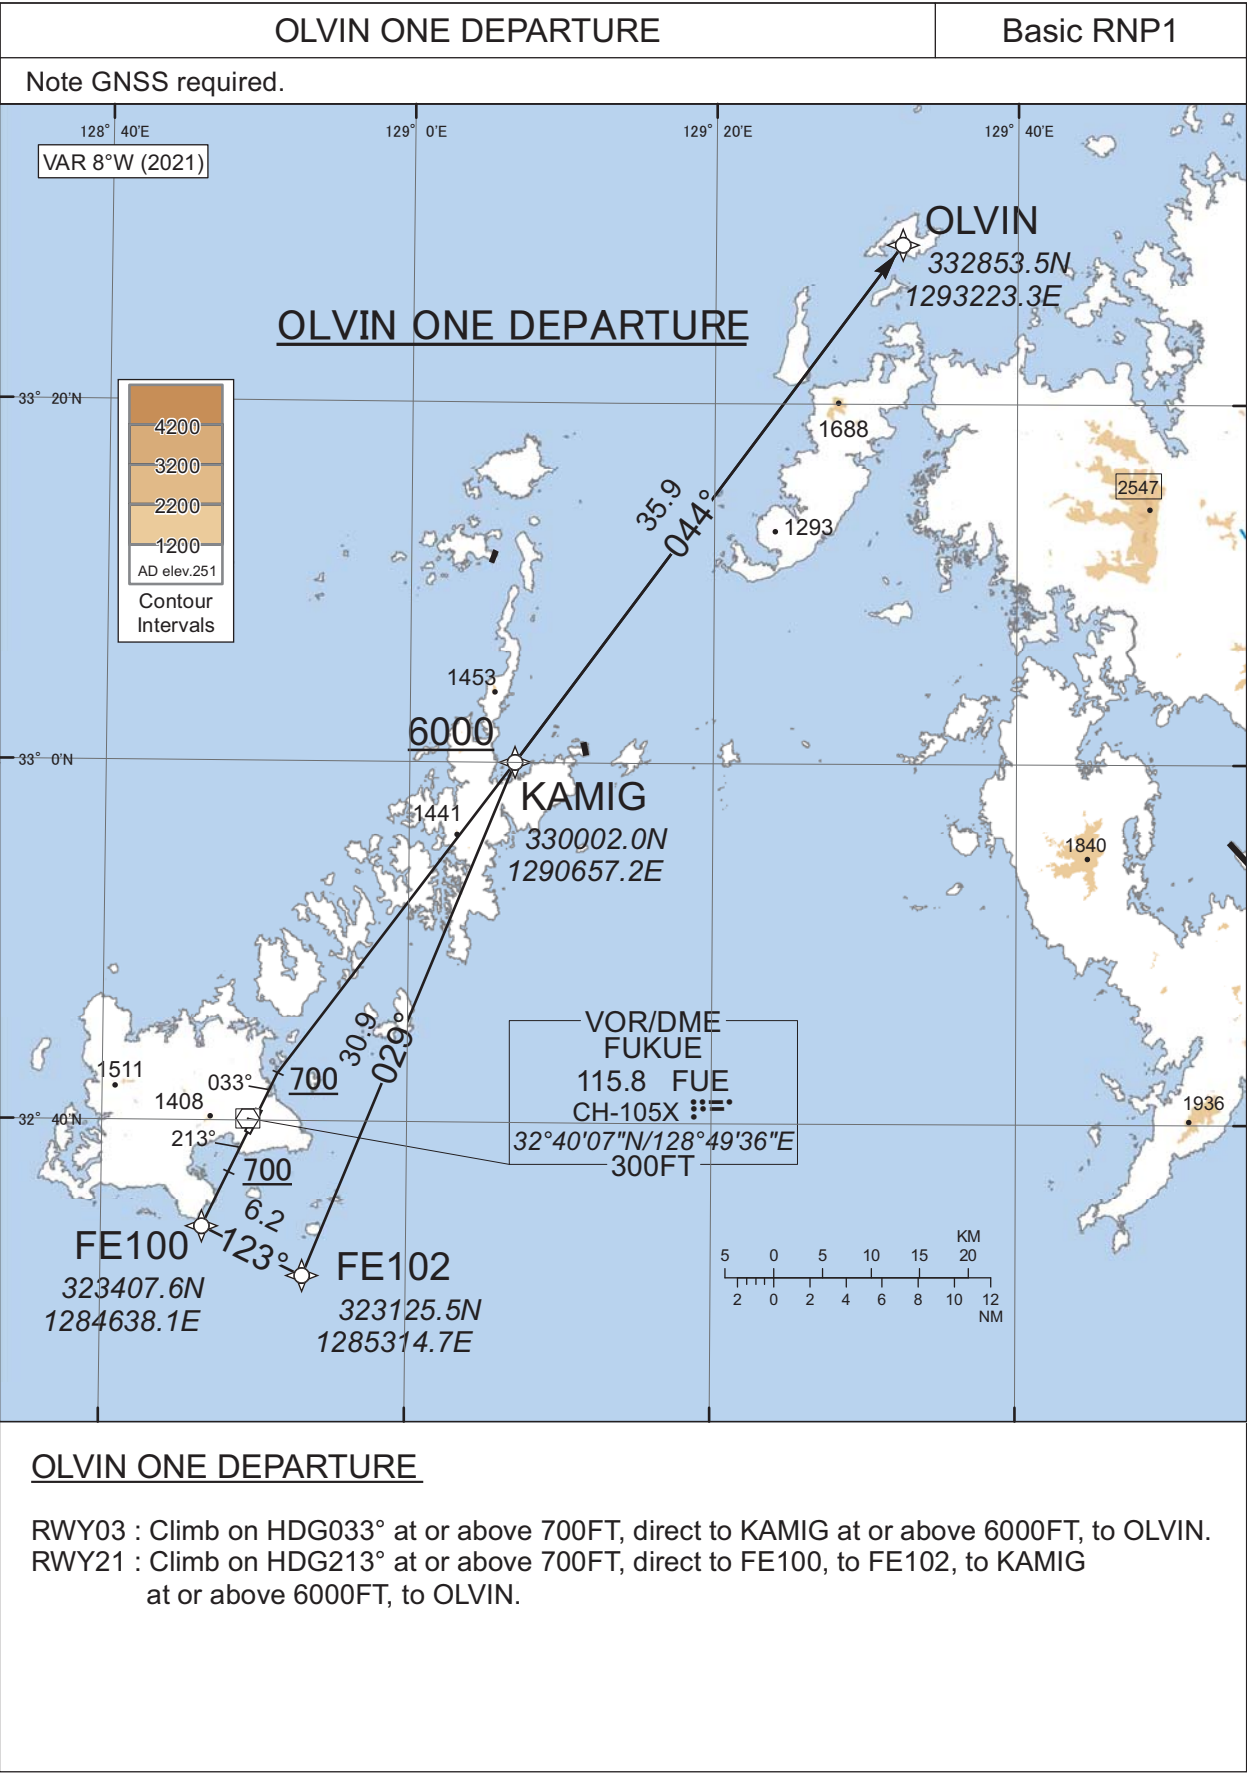 OLVIN ONE DEPARTURE
Basic RNP1
Note GNSS required.
128° 40'E
129° 0'E
129° 20'E
129° 40'E
VAR 8°W (2021)
OLVIN
332853.5N
1293223.3E
OLVIN ONE DEPARTURE
33° 20'N
4200
3200
2200
1200
AD elev.251
Contour
Intervals
1688
2547
35.9
044°
1293
1453
6000
33° 0'N
KAMIG
330002.0N
1290657.2E
1441
1840
30.9
029°
VOR/DME
FUKUE
115.8 FUE
CH-105X
32°40'07"N/128°49'36"E
300FT
1511
033°
700
1408
32° 40'N
213°
1936
700
6.2
123°
FE100
323407.6N
1284638.1E
FE102
323125.5N
1285314.7E
KM
5 0 5 10 15 20
2 0 2 4 6 8 10 12
NM
OLVIN ONE DEPARTURE
RWY03 : Climb on HDG033° at or above 700FT, direct to KAMIG at or above 6000FT, to OLVIN.
RWY21 : Climb on HDG213° at or above 700FT, direct to FE100, to FE102, to KAMIG
at or above 6000FT, to OLVIN.